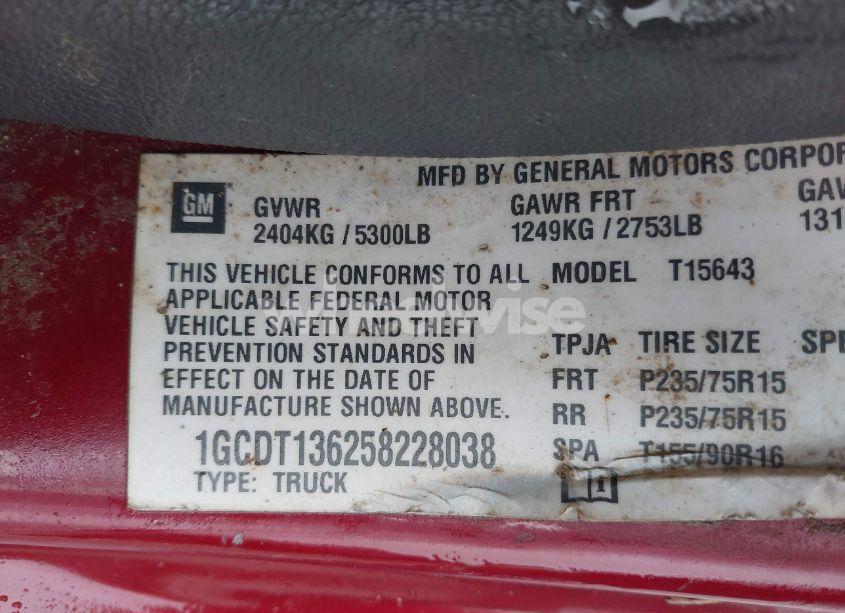 MFD BY GENERAL MOTORS CORPOR
GM
GVWR GAWR FRT GAW
2404KG / 5300LB 1249KG / 2753LB 131
THIS VEHICLE CONFORMS TO ALL MODEL T15643
APPLICABLE FEDERAL MOTOR
VEHICLE SAFETY AND THEFT TPJA TIRE SIZE SPE
PREVENTION STANDARDS IN
EFFECT ON THE DATE OF FRT P235/75R15
MANUFACTURE SHOWN ABOVE. RR P235/75R15
1GCDT136258228038 SPA T155/90R16
TYPE: TRUCK